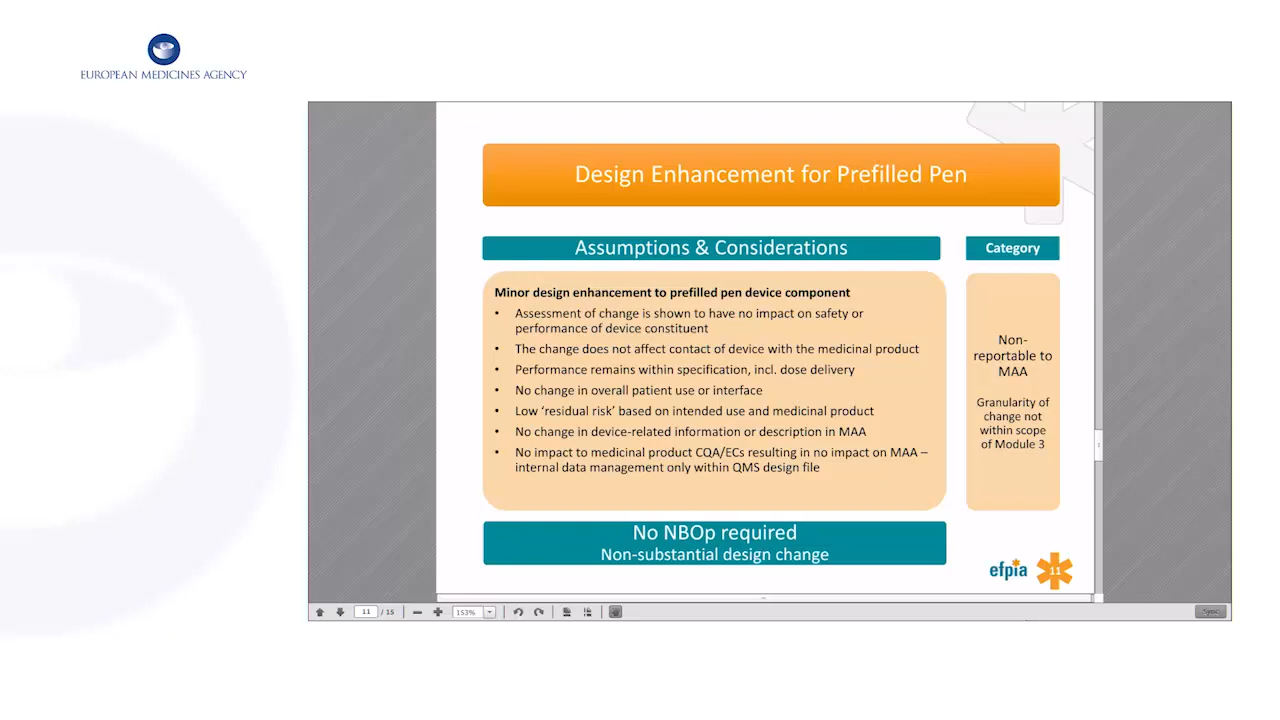 EUROPEAN MEDICINES AGENCY
Design Enhancement for Prefilled Pen
Assumptions & Considerations
Category
Minor design enhancement to prefilled pen device component
• Assessment of change is shown to have no impact on safety or
performance of device constituent
• The change does not affect contact of device with the medicinal product
• Performance remains within specification, incl. dose delivery
• No change in overall patient use or interface
• Low ‘residual risk’ based on intended use and medicinal product
• No change in device-related information or description in MAA
• No impact to medicinal product CQA/ECs resulting in no impact on MAA –
internal data management only within QMS design file
Non-
reportable to
MAA
Granularity of
change not
within scope
of Module 3
No NBOp required
Non-substantial design change
efpia 11
11 / 15 153% Sync